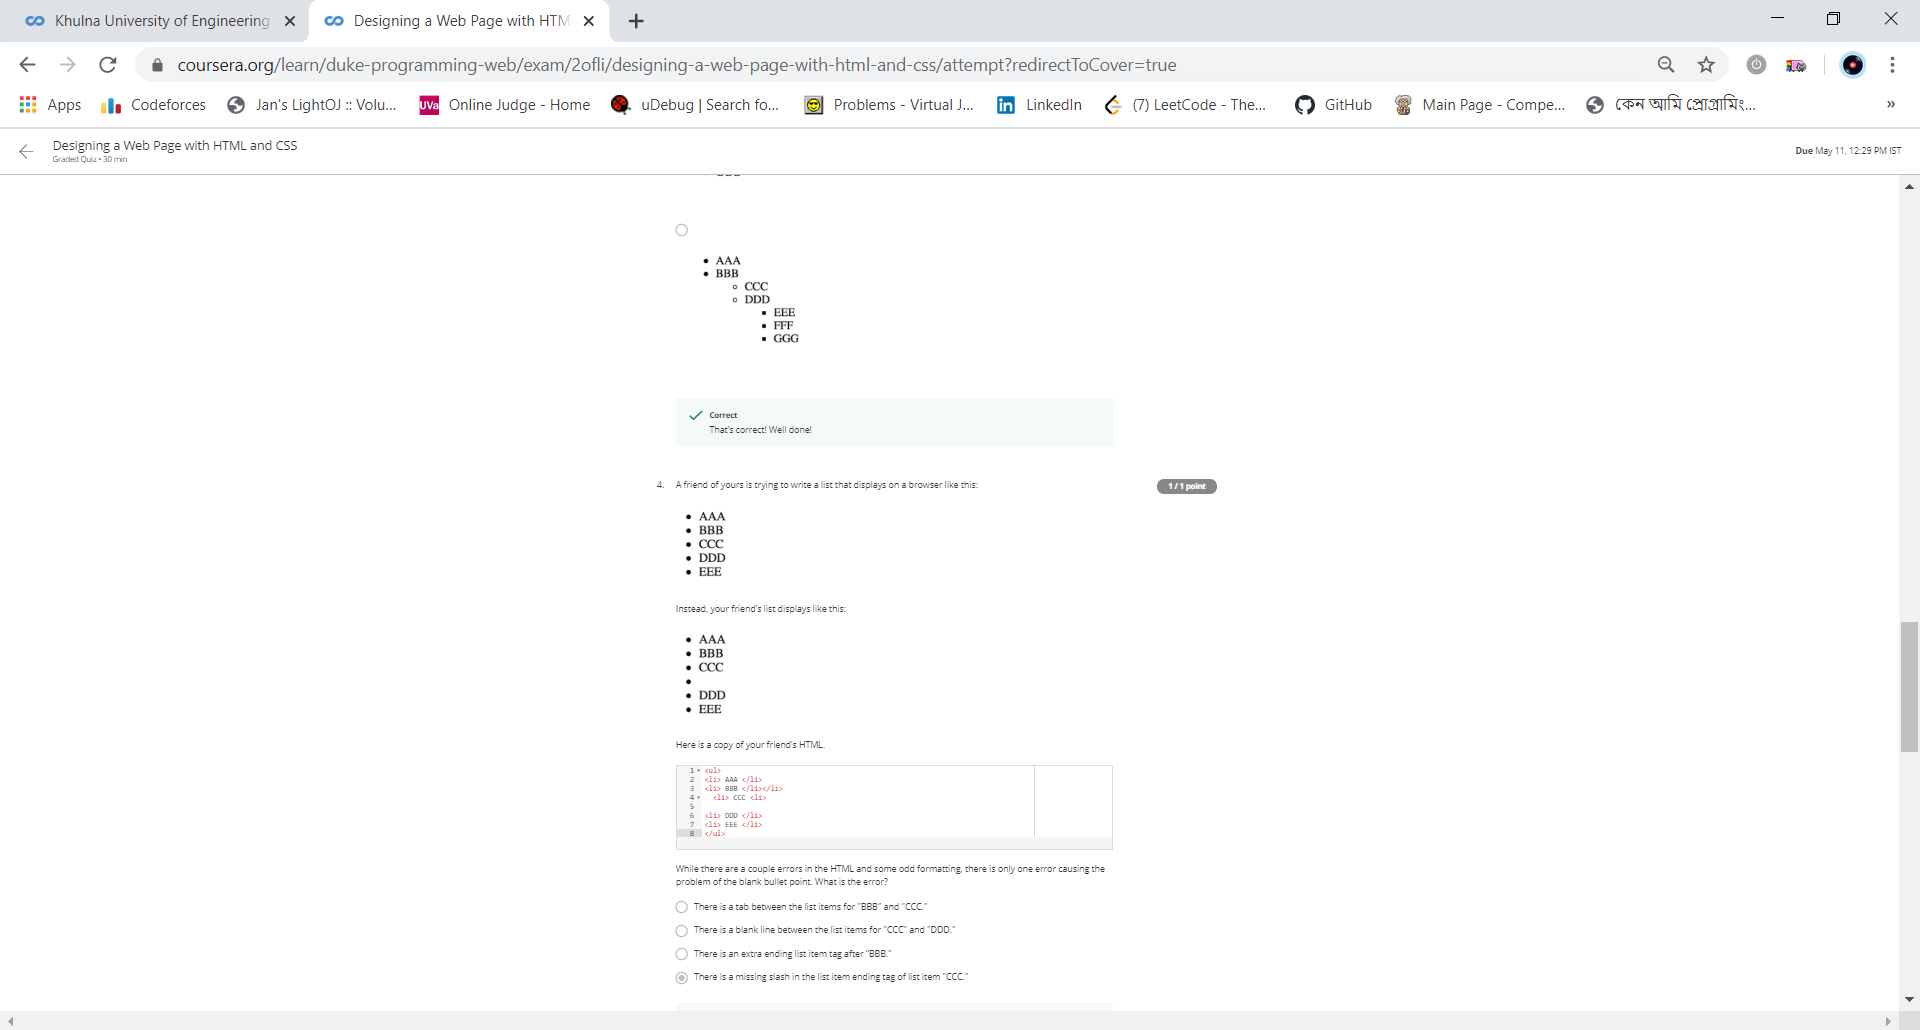 Khulna University of Engineering
Designing a Web Page with HTM
coursera.org/learn/duke-programming-web/exam/2ofli/designing-a-web-page-with-html-and-css/attempt?redirectToCover=true
Apps
Codeforces
Jan's LightOJ :: Volu...
UVa
Online Judge - Home
uDebug | Search fo...
Problems - Virtual J...
in
LinkedIn
(7) LeetCode - The...
GitHub
Main Page - Compe...
কেন আমি প্রোগ্রামিং...
»
Designing a Web Page with HTML and CSS
Graded Quiz • 30 min
Due May 11, 12:29 PM IST
• AAA
• BBB
◦ CCC
◦ DDD
▪ EEE
▪ FFF
▪ GGG
Correct
That's correct! Well done!
4. A friend of yours is trying to write a list that displays on a browser like this:
1 / 1 point
• AAA
• BBB
• CCC
• DDD
• EEE
Instead, your friend's list displays like this:
• AAA
• BBB
• CCC
•
• DDD
• EEE
Here is a copy of your friend's HTML.
1 <ul>
2 <li> AAA </li>
3 <li> BBB </li></li>
4 <li> CCC <li>
5
6 <li> DDD </li>
7 <li> EEE </li>
8 </ul>
While there are a couple errors in the HTML and some odd formatting, there is only one error causing the
problem of the blank bullet point. What is the error?
There is a tab between the list items for "BBB" and "CCC."
There is a blank line between the list items for "CCC" and "DDD."
There is an extra ending list item tag after "BBB."
There is a missing slash in the list item ending tag of list item "CCC."